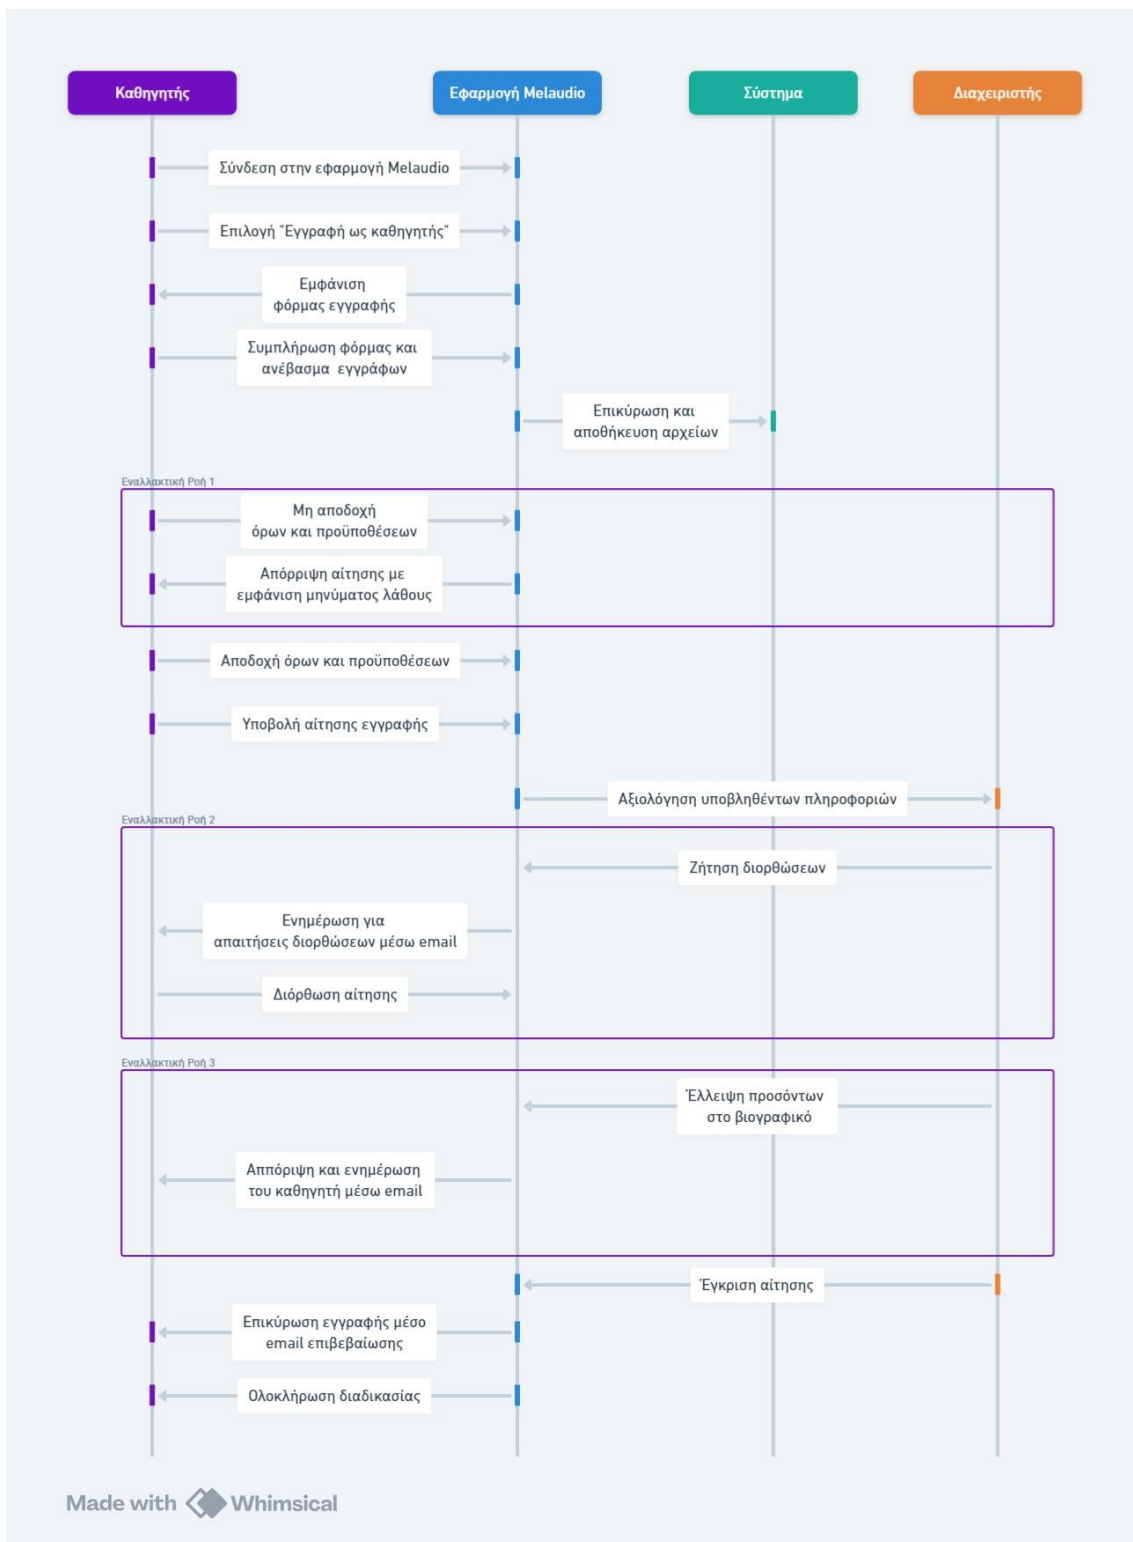 Καθηγητής
Εφαρμογή Melaudio
Σύστημα
Διαχειριστής
Σύνδεση στην εφαρμογή Melaudio
Επιλογή "Εγγραφή ως καθηγητής"
Εμφάνιση
φόρμας εγγραφής
Συμπλήρωση φόρμας και
ανέβασμα εγγράφων
Επικύρωση και
αποθήκευση αρχείων
Εναλλακτική Ροή 1
Μη αποδοχή
όρων και προϋποθέσεων
Απόρριψη αίτησης με
εμφάνιση μηνύματος λάθους
Αποδοχή όρων και προϋποθέσεων
Υποβολή αίτησης εγγραφής
Αξιολόγηση υποβληθέντων πληροφοριών
Εναλλακτική Ροή 2
Ζήτηση διορθώσεων
Ενημέρωση για
απαιτήσεις διορθώσεων μέσω email
Διόρθωση αίτησης
Εναλλακτική Ροή 3
Έλλειψη προσόντων
στο βιογραφικό
Αππόριψη και ενημέρωση
του καθηγητή μέσω email
Έγκριση αίτησης
Επικύρωση εγγραφής μέσο
email επιβεβαίωσης
Ολοκλήρωση διαδικασίας
Made with Whimsical